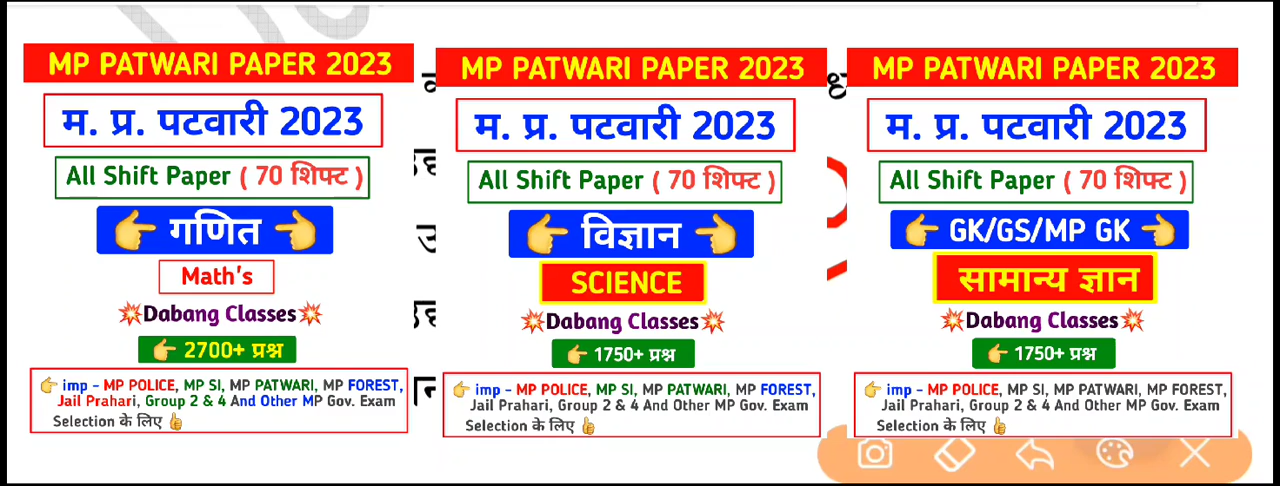 MP PATWARI PAPER 2023
म. प्र. पटवारी 2023
All Shift Paper ( 70 शिफ्ट )
👉 गणित 👈
Math's
💥Dabang Classes💥
👉 2700+ प्रश्न
👉 imp - MP POLICE, MP SI, MP PATWARI, MP FOREST,
Jail Prahari, Group 2 & 4 And Other MP Gov. Exam
Selection के लिए 👍
MP PATWARI PAPER 2023
म. प्र. पटवारी 2023
All Shift Paper ( 70 शिफ्ट )
👉 विज्ञान 👈
SCIENCE
💥Dabang Classes💥
👉 1750+ प्रश्न
👉 imp - MP POLICE, MP SI, MP PATWARI, MP FOREST,
Jail Prahari, Group 2 & 4 And Other MP Gov. Exam
Selection के लिए 👍
MP PATWARI PAPER 2023
म. प्र. पटवारी 2023
All Shift Paper ( 70 शिफ्ट )
👉 GK/GS/MP GK 👈
सामान्य ज्ञान
💥Dabang Classes💥
👉 1750+ प्रश्न
👉 imp - MP POLICE, MP SI, MP PATWARI, MP FOREST,
Jail Prahari, Group 2 & 4 And Other MP Gov. Exam
Selection के लिए 👍